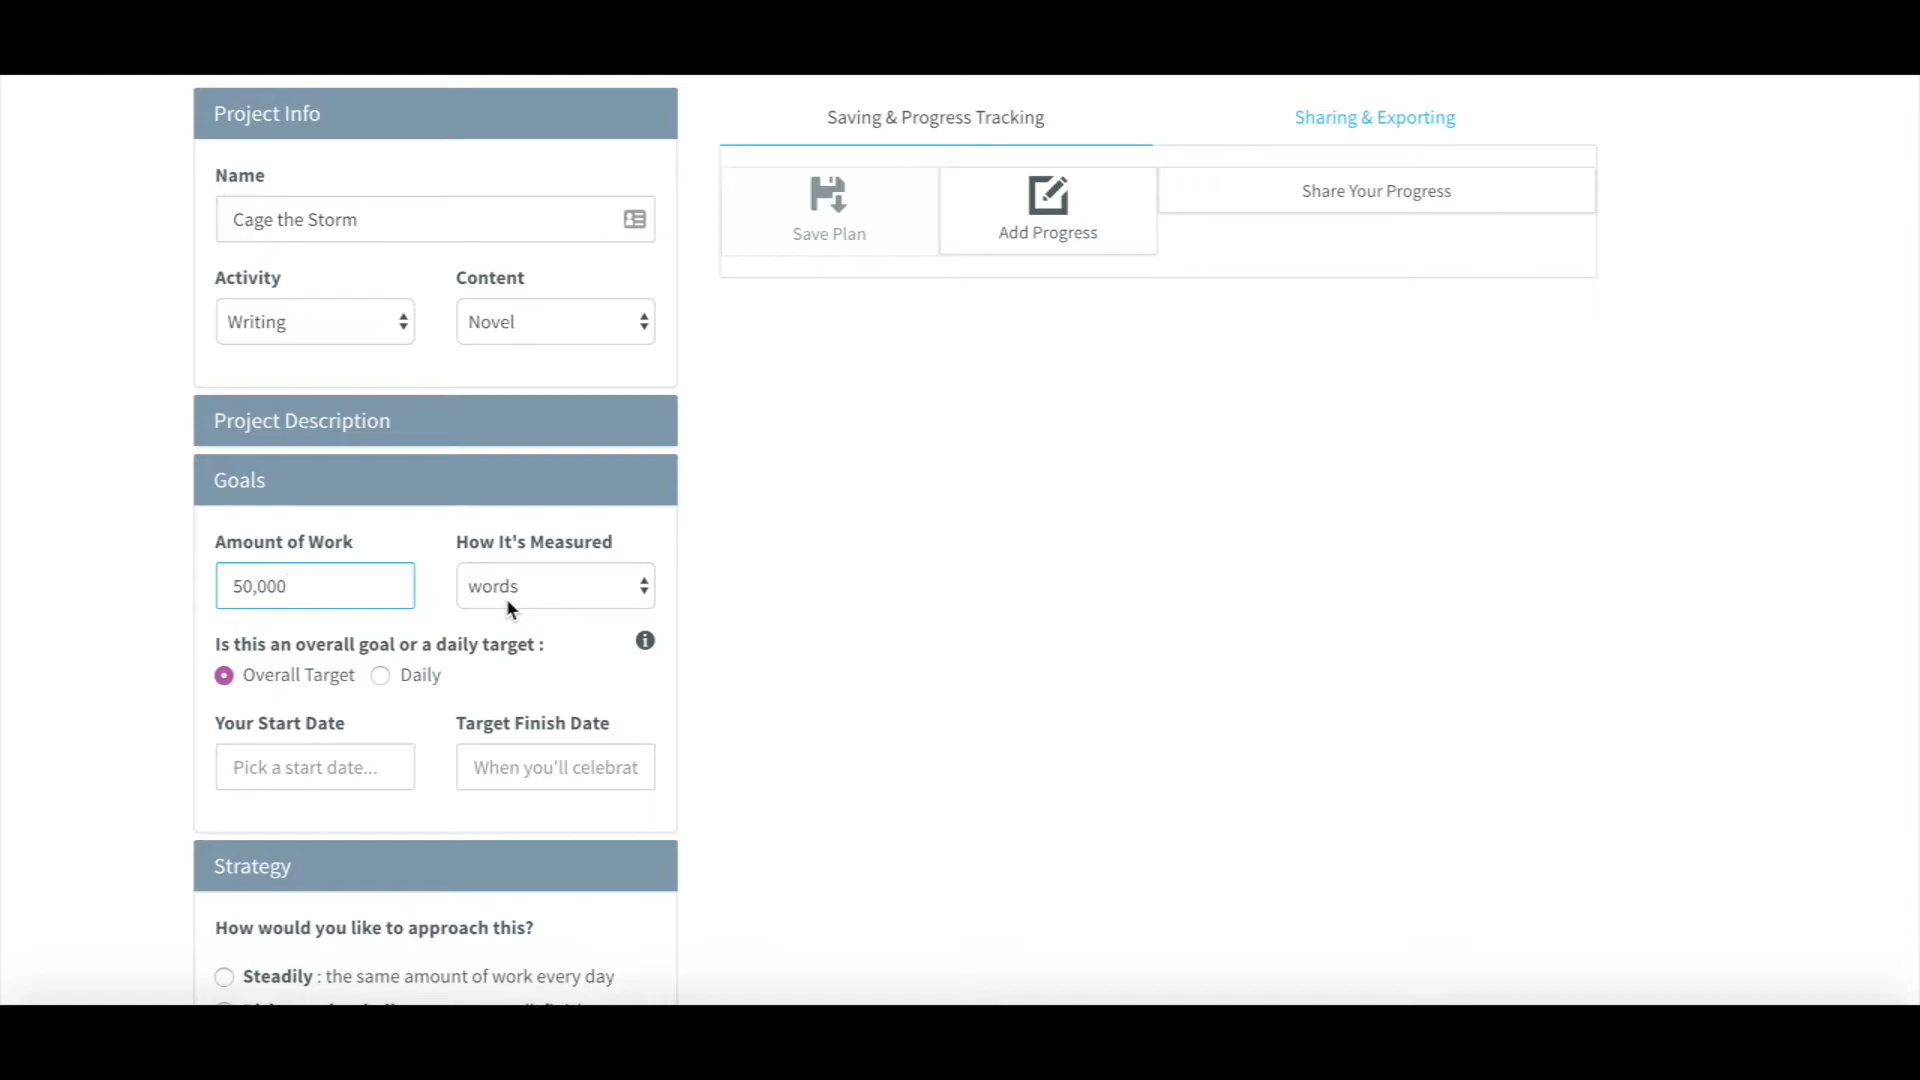 Project Info
Name
Cage the Storm
Activity
Content
Writing
Novel
Project Description
Goals
Amount of Work
How It's Measured
50,000
words
Is this an overall goal or a daily target :
Overall Target
Daily
Your Start Date
Target Finish Date
Pick a start date...
When you'll celebrat
Strategy
How would you like to approach this?
Steadily : the same amount of work every day
Saving & Progress Tracking
Sharing & Exporting
Save Plan
Add Progress
Share Your Progress